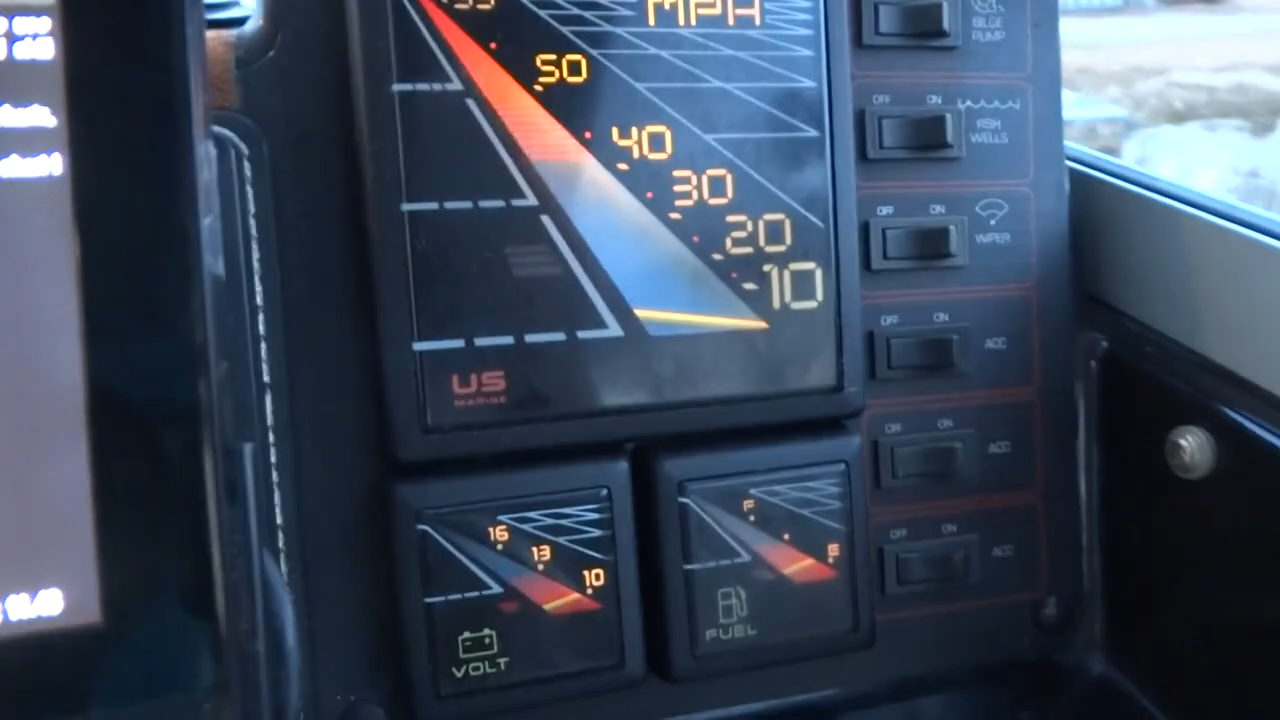 MPH
50
40
30
20
10
US
MARINE
16
13
10
VOLT
F
E
FUEL
BILGE
PUMP
OFF ON
FISH
WELLS
OFF ON
WIPER
OFF ON
ACC
OFF ON
ACC
OFF ON
ACC